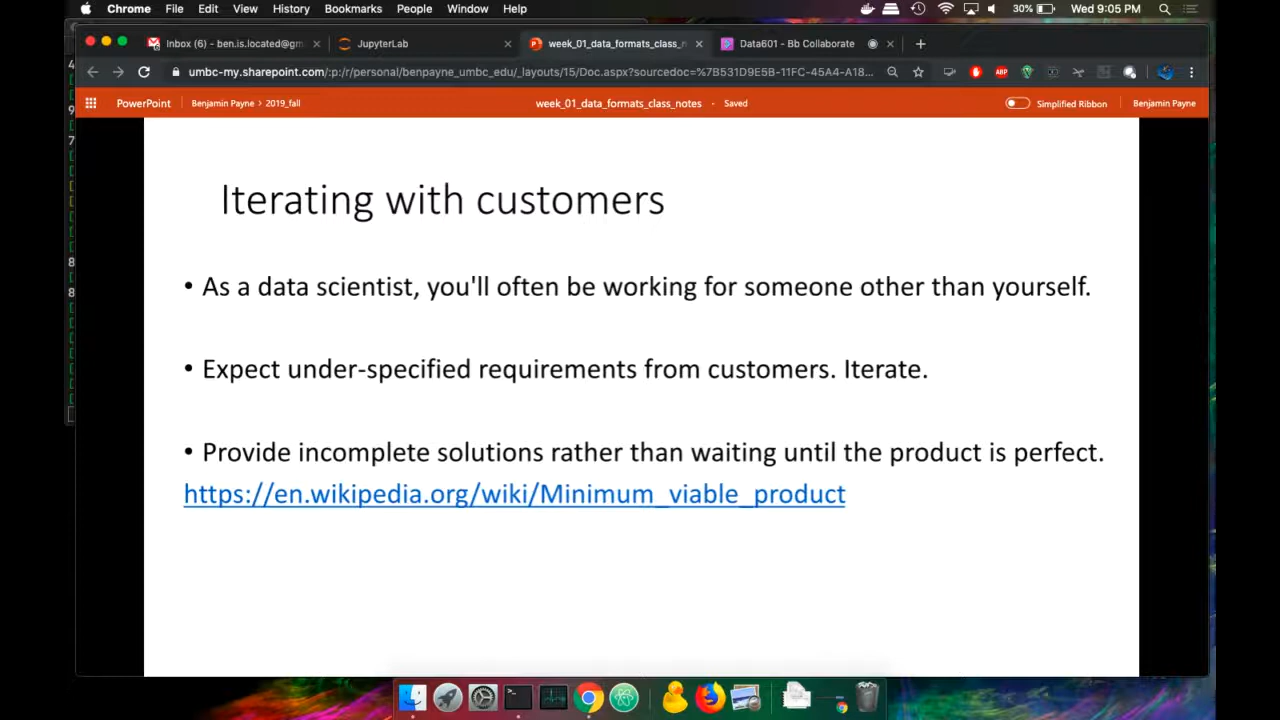 Chrome File Edit View History Bookmarks People Window Help 30% Wed 9:05 PM
Inbox (6) - ben.is.located@gm JupyterLab week_01_data_formats_class_n Data601 - Bb Collaborate
umbc-my.sharepoint.com/:p:/r/personal/benpayne_umbc_edu/_layouts/15/Doc.aspx?sourcedoc=%7B531D9E5B-11FC-45A4-A18... ABP
PowerPoint Benjamin Payne > 2019_fall week_01_data_formats_class_notes - Saved Simplified Ribbon Benjamin Payne
Iterating with customers
• As a data scientist, you'll often be working for someone other than yourself.
• Expect under-specified requirements from customers. Iterate.
• Provide incomplete solutions rather than waiting until the product is perfect.
https://en.wikipedia.org/wiki/Minimum_viable_product